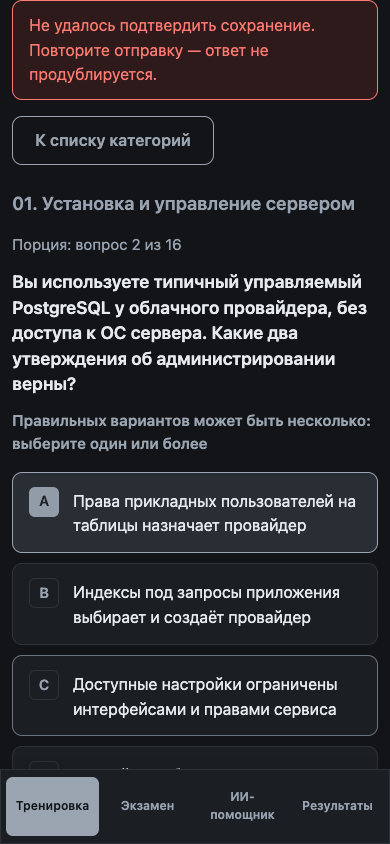 Не удалось подтвердить сохранение.
Повторите отправку — ответ не
продублируется.
К списку категорий
01. Установка и управление сервером
Порция: вопрос 2 из 16
Вы используете типичный управляемый
PostgreSQL у облачного провайдера, без
доступа к ОС сервера. Какие два
утверждения об администрировании
верны?
Правильных вариантов может быть несколько:
выберите один или более
A
Права прикладных пользователей на
таблицы назначает провайдер
B
Индексы под запросы приложения
выбирает и создаёт провайдер
C
Доступные настройки ограничены
интерфейсами и правами сервиса
Тренировка
Экзамен
ИИ-
помощник
Результаты